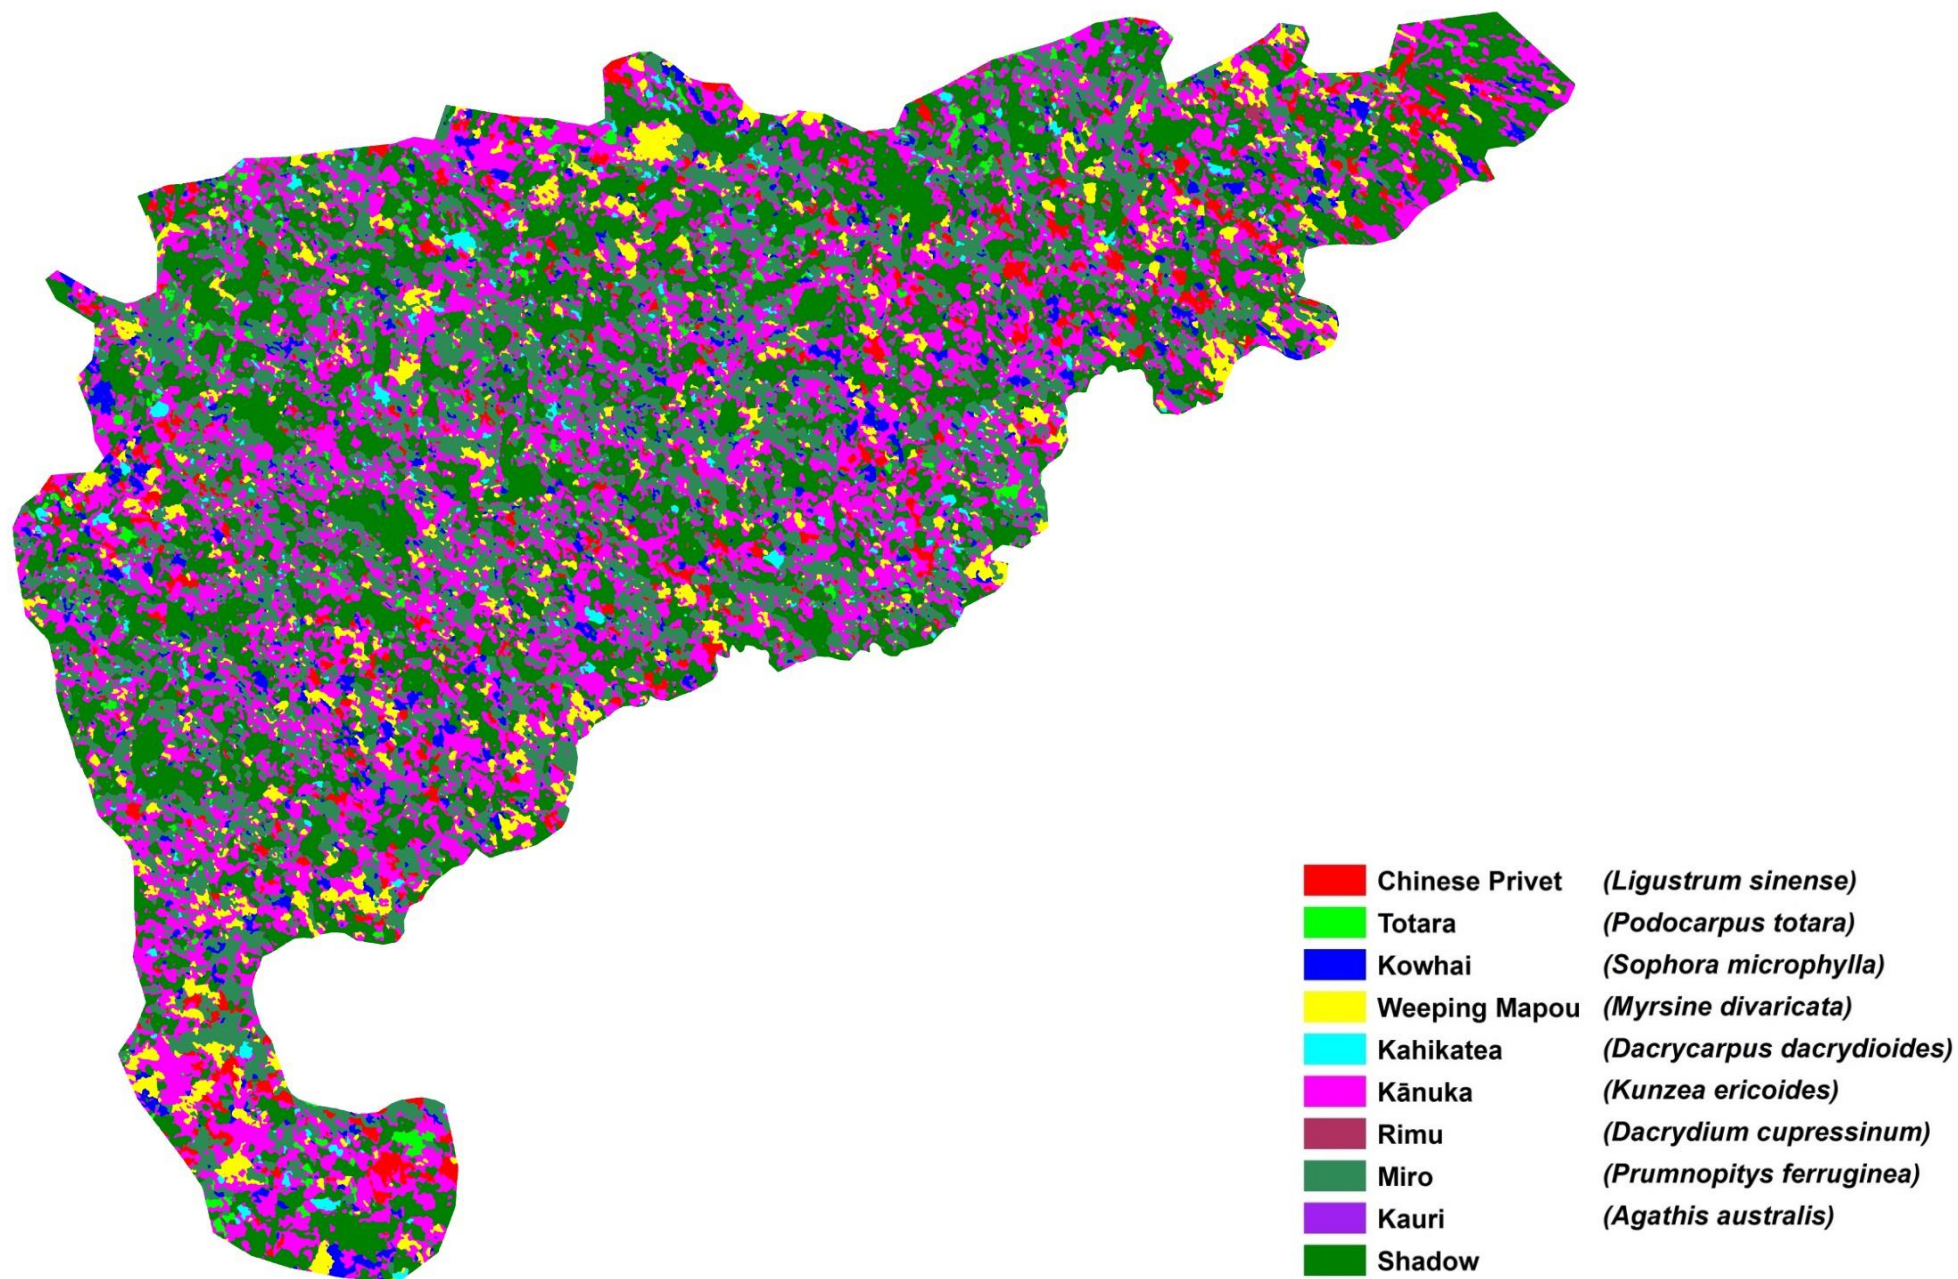 Chinese Privet (Ligustrum sinense)
Totara (Podocarpus totara)
Kowhai (Sophora microphylla)
Weeping Mapou (Myrsine divaricata)
Kahikatea (Dacrycarpus dacrydioides)
Kānuka (Kunzea ericoides)
Rimu (Dacrydium cupressinum)
Miro (Prumnopitys ferruginea)
Kauri (Agathis australis)
Shadow